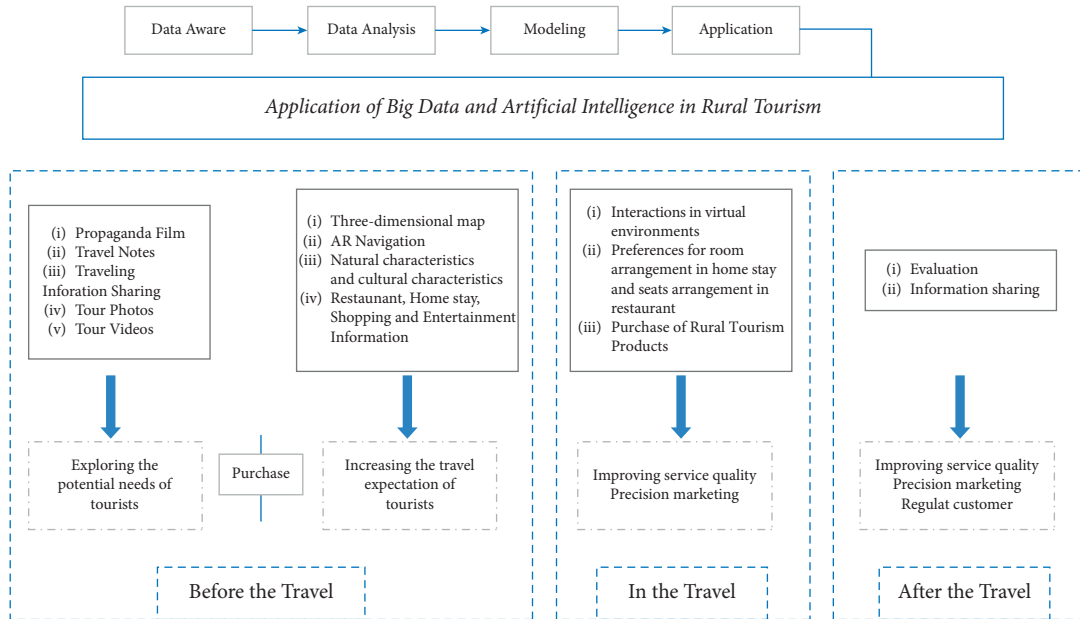 Data Aware
Data Analysis
Modeling
Application
Application of Big Data and Artificial Intelligence in Rural Tourism
(i) Propaganda Film
(ii) Travel Notes
(iii) Traveling
Inforation Sharing
(iv) Tour Photos
(v) Tour Videos
(i) Three-dimensional map
(ii) AR Navigation
(iii) Natural characteristics
and cultural characteristics
(iv) Restaunant, Home stay,
Shopping and Entertainment
Information
(i) Interactions in virtual
environments
(ii) Preferences for room
arrangement in home stay
and seats arrangement in
restaurant
(iii) Purchase of Rural Tourism
Products
(i) Evaluation
(ii) Information sharing
Exploring the
potential needs of
tourists
Purchase
Increasing the travel
expectation of
tourists
Improving service quality
Precision marketing
Improving service quality
Precision marketing
Regulat customer
Before the Travel
In the Travel
After the Travel